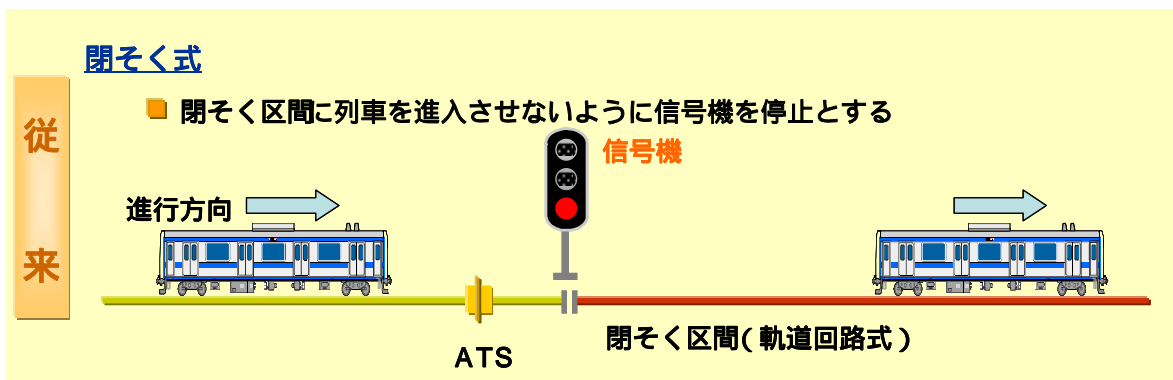 閉そく式
従来
閉そく区間に列車を進入させないように信号機を停止とする
信号機
進行方向
閉そく区間(軌道回路式)
ATS